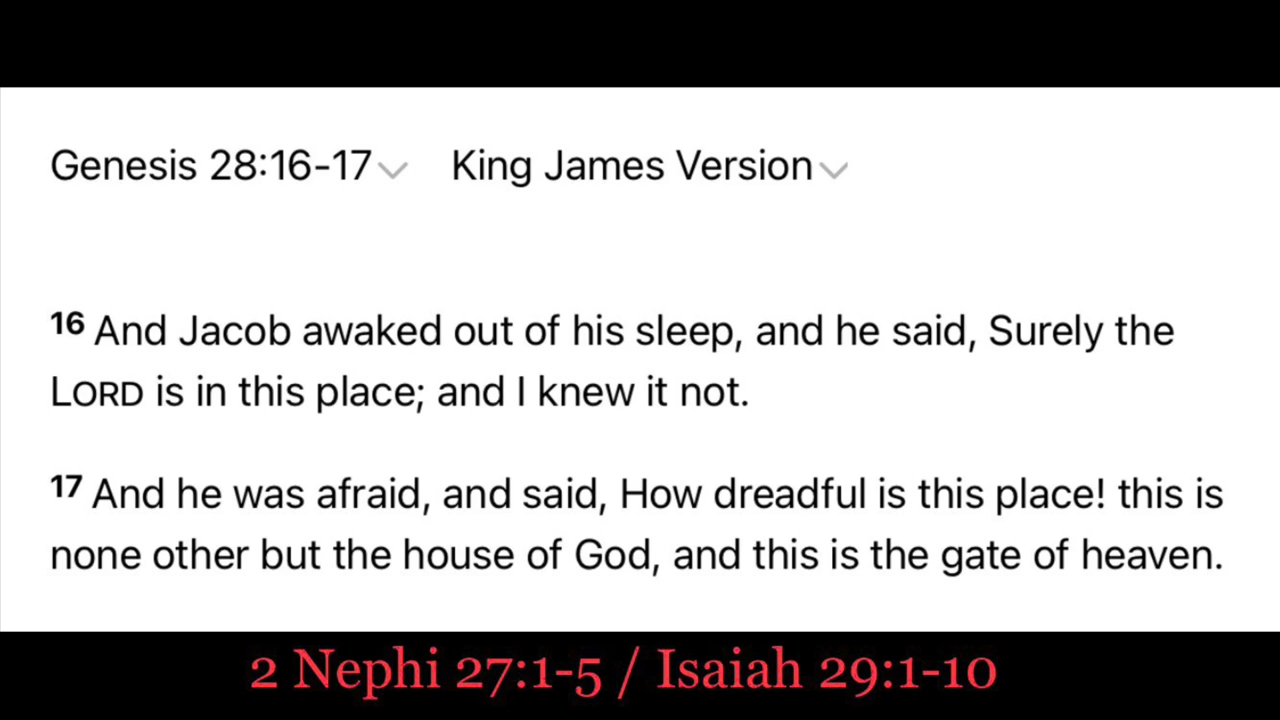 Genesis 28:16-17 King James Version
16 And Jacob awaked out of his sleep, and he said, Surely the
LORD is in this place; and I knew it not.
17 And he was afraid, and said, How dreadful is this place! this is
none other but the house of God, and this is the gate of heaven.
2 Nephi 27:1-5 / Isaiah 29:1-10